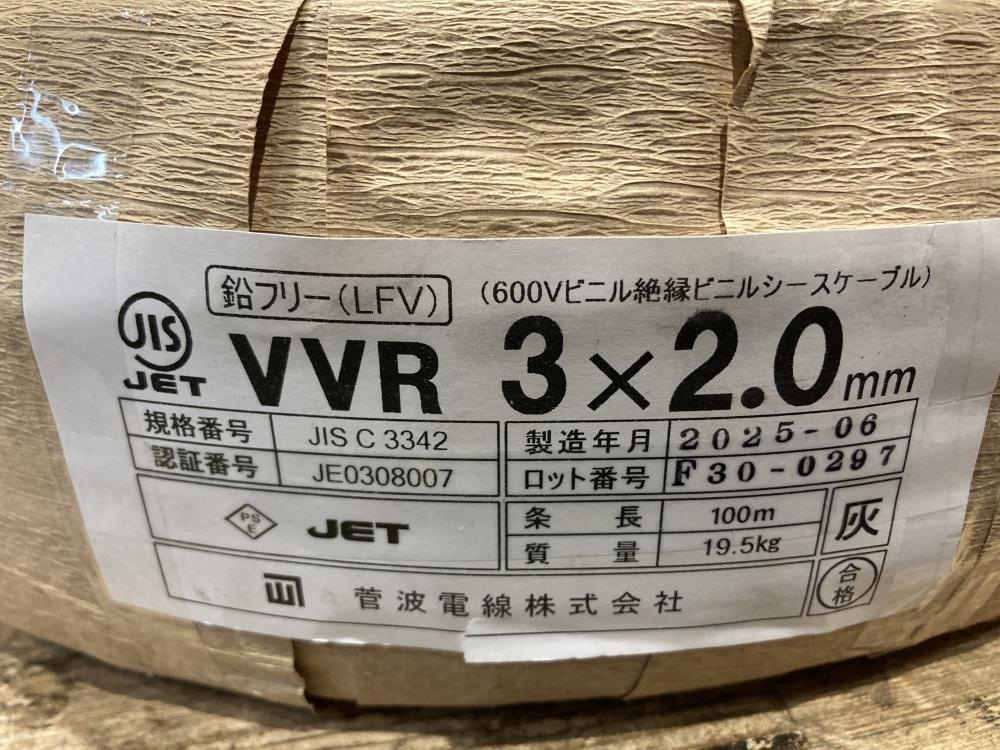 鉛フリー(LFV)
(600Vビニル絶縁ビニルシースケーブル)
JIS
JET
VVR 3×2.0mm
規格番号 JIS C 3342
認証番号 JE0308007
製造年月 2025-06
ロット番号 F30-0297
PS
E
JET
条 長 100m
質 量 19.5kg
灰
菅波電線株式会社
合格